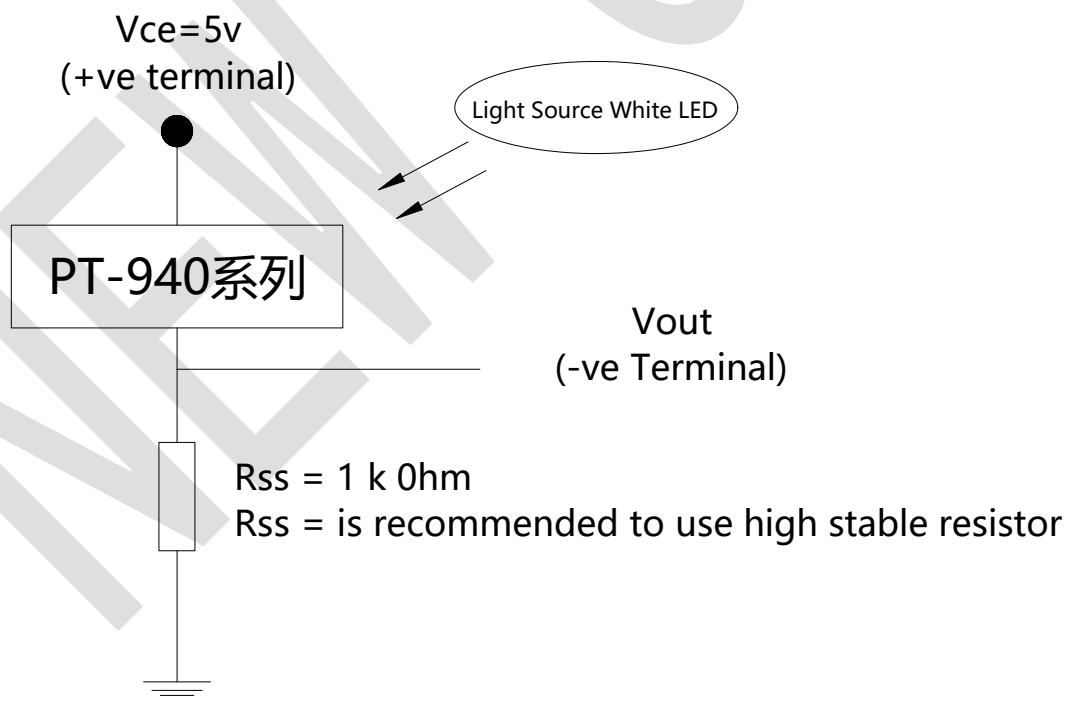 Vce=5v
(+ve terminal)
Light Source White LED
PT-940系列
Vout
(-ve Terminal)
Rss = 1 k 0hm
Rss = is recommended to use high stable resistor